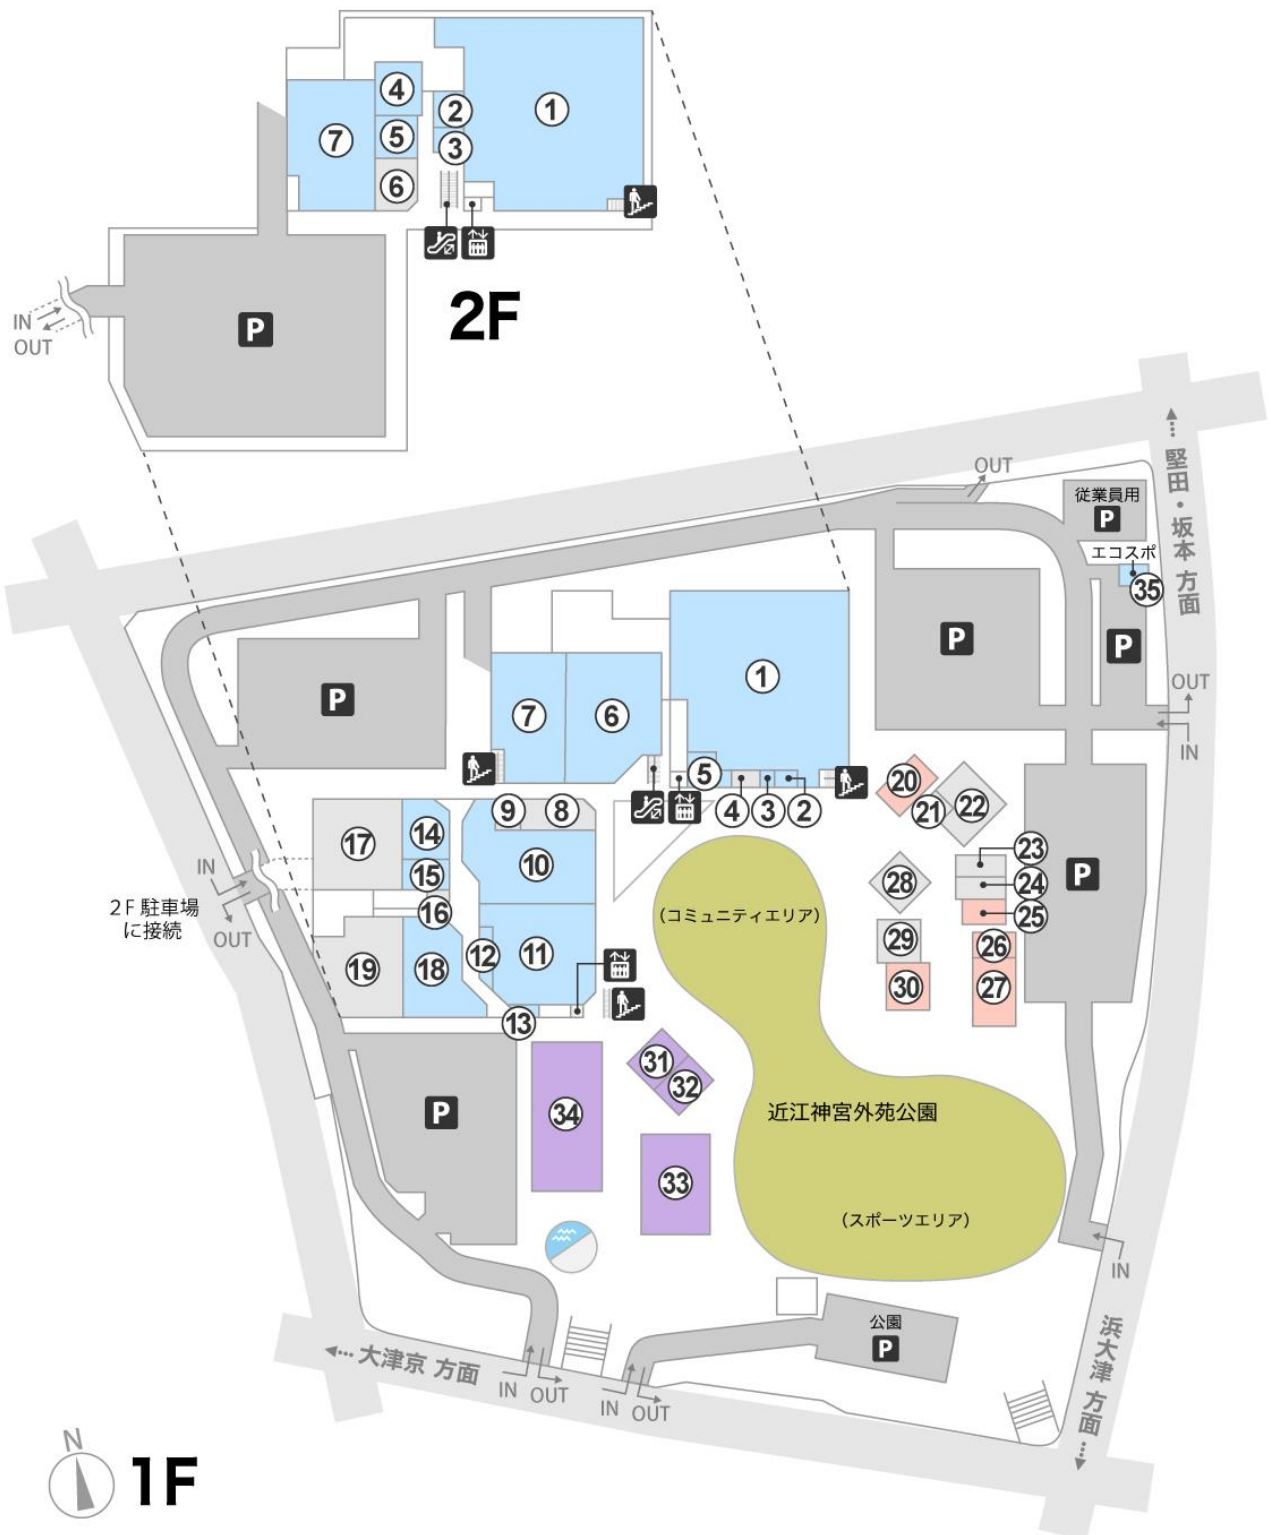 ④
②
①
⑦
⑤
③
⑥
2F
IN
OUT
P
OUT
堅田・坂本 方面
従業員用
P
エコスポ
㉟
P
P
P
①
OUT
IN
⑦
⑥
⑤
④
③
②
⑳
㉑
㉒
⑨
⑧
⑰
⑭
⑩
㉓
P
⑮
㉔
㉘
IN
2F 駐車場
に接続
OUT
⑯
(コミュニティエリア)
㉕
㉙
㉖
⑲
⑱
⑫
⑪
㉚
㉗
⑬
㉛
㉜
P
㉞
近江神宮外苑公園
㉝
(スポーツエリア)
IN
公園
P
浜大津 方面
大津京 方面
IN
OUT
IN
OUT
N
1F